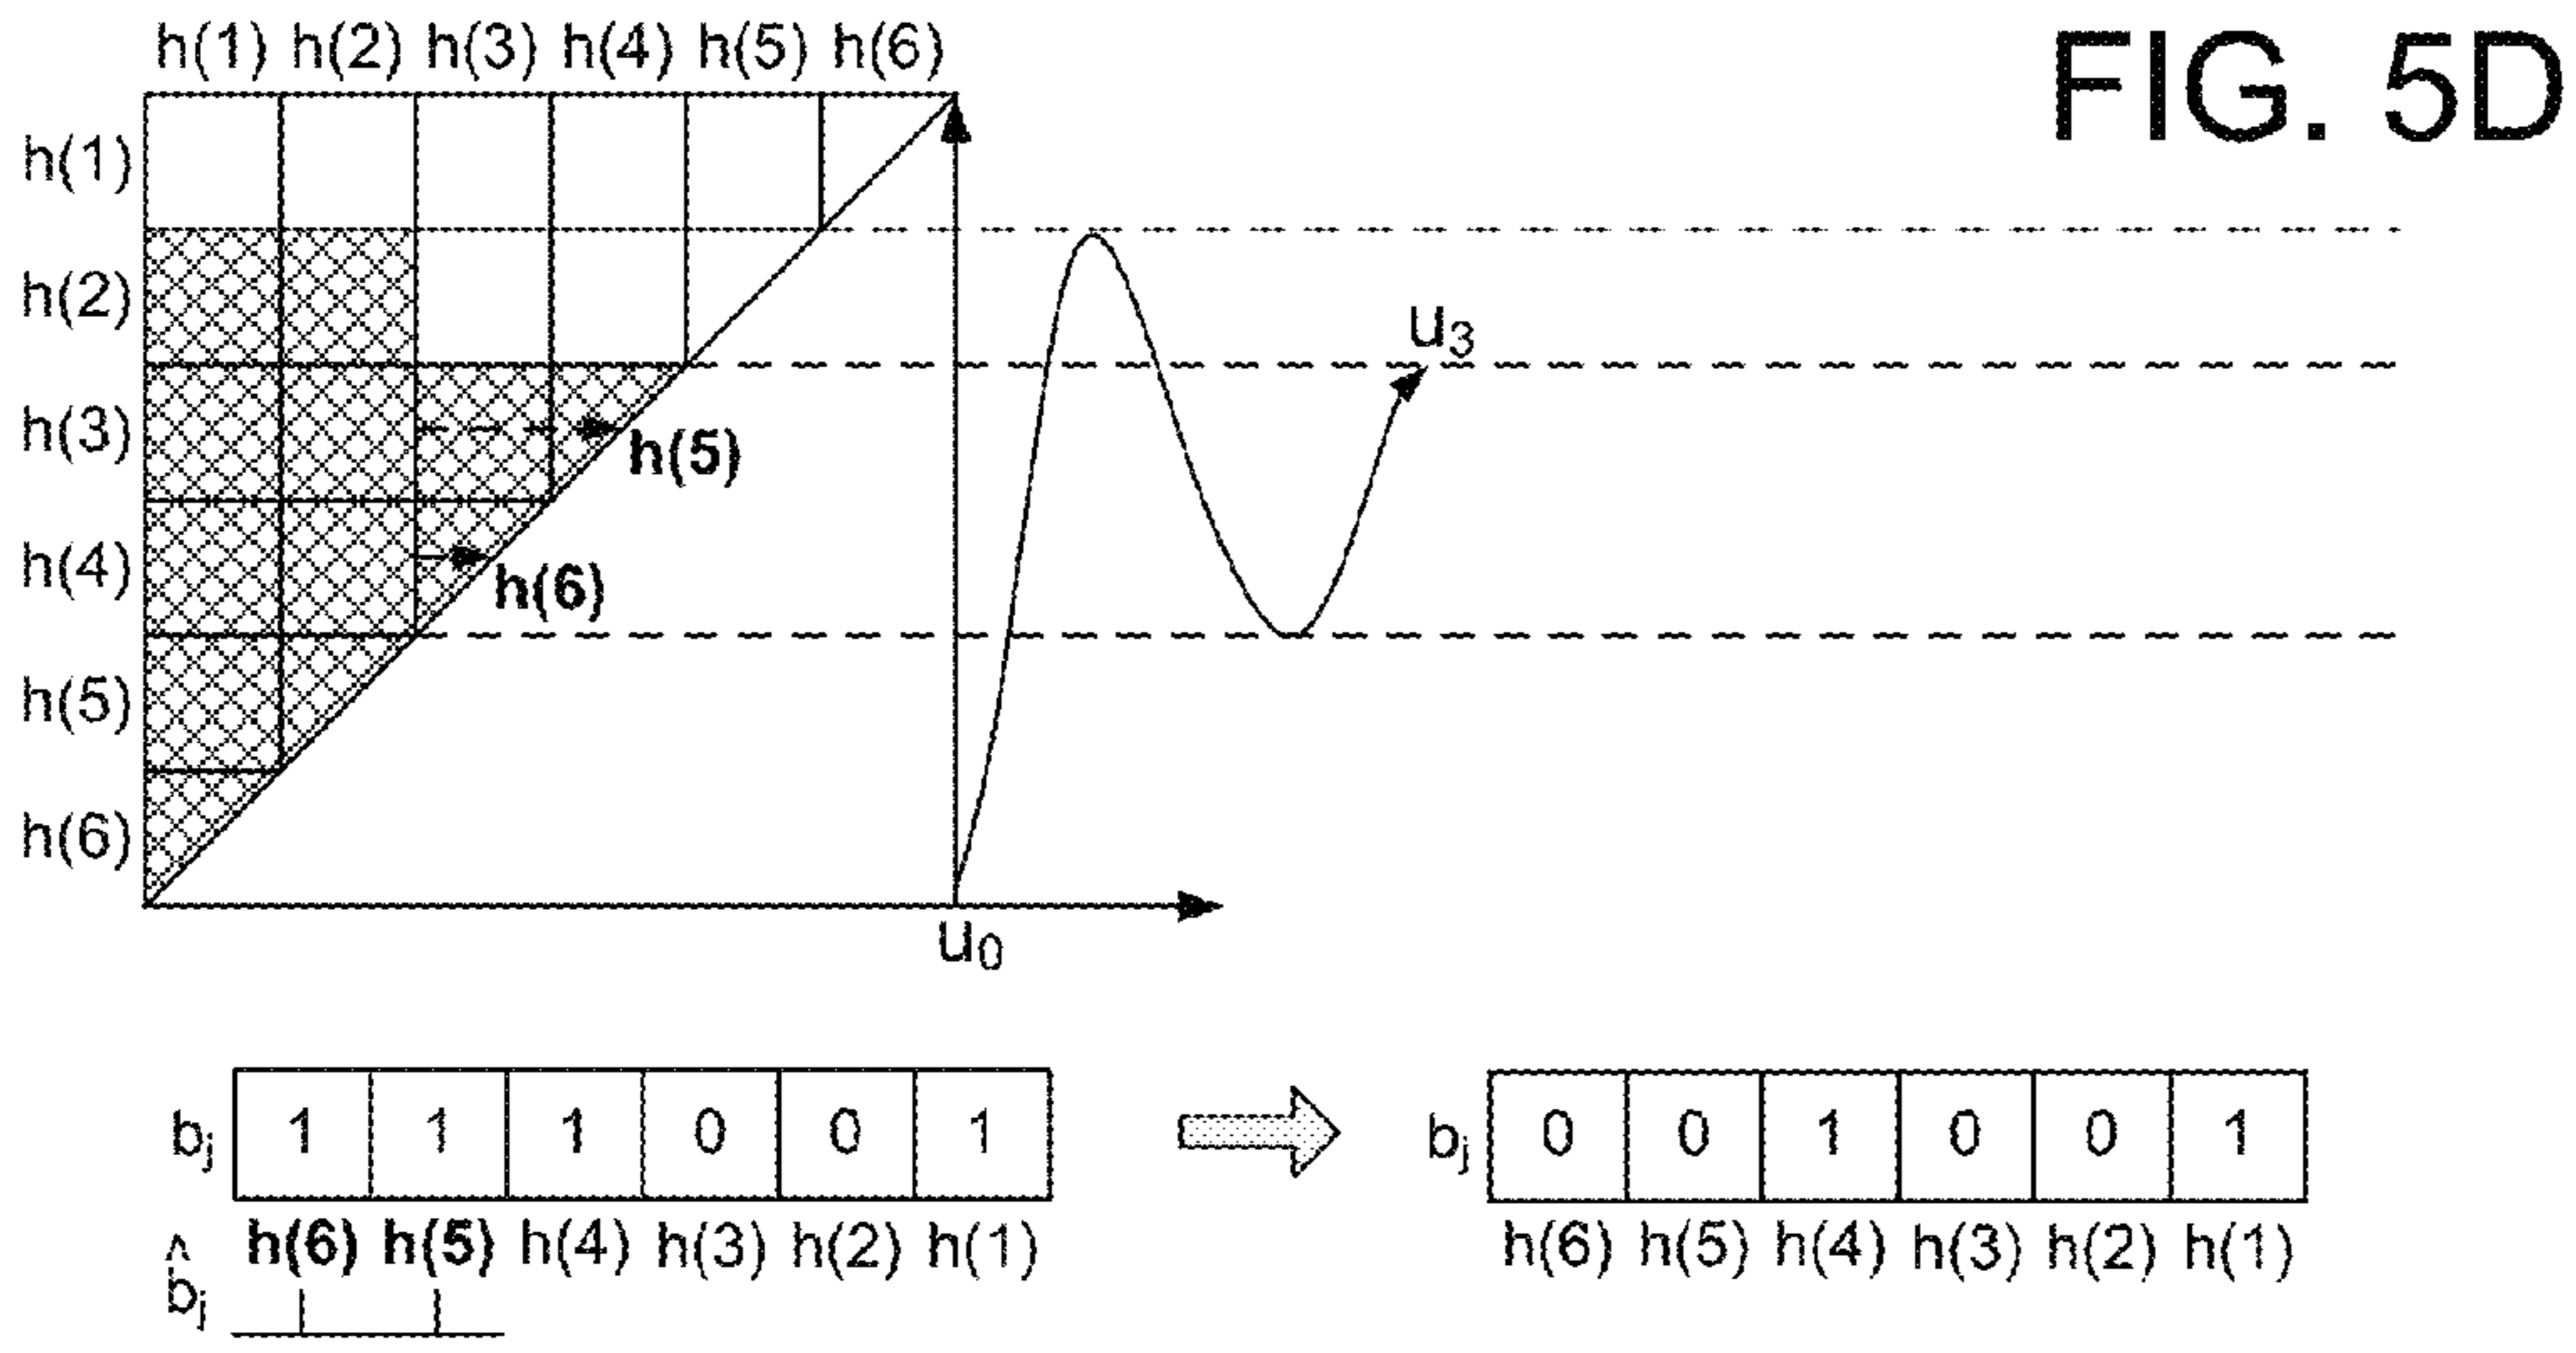 h(1) h(2) h(3) h(4) h(5) h(6)
FIG. 5D
h(1)
h(2)
u₃
h(3)
h(5)
h(4)
h(6)
h(5)
h(6)
u₀
bⱼ 1 1 1 0 0 1
bⱼ 0 0 1 0 0 1
h(6) h(5) h(4) h(3) h(2) h(1)
h(6) h(5) h(4) h(3) h(2) h(1)
b̂ⱼ